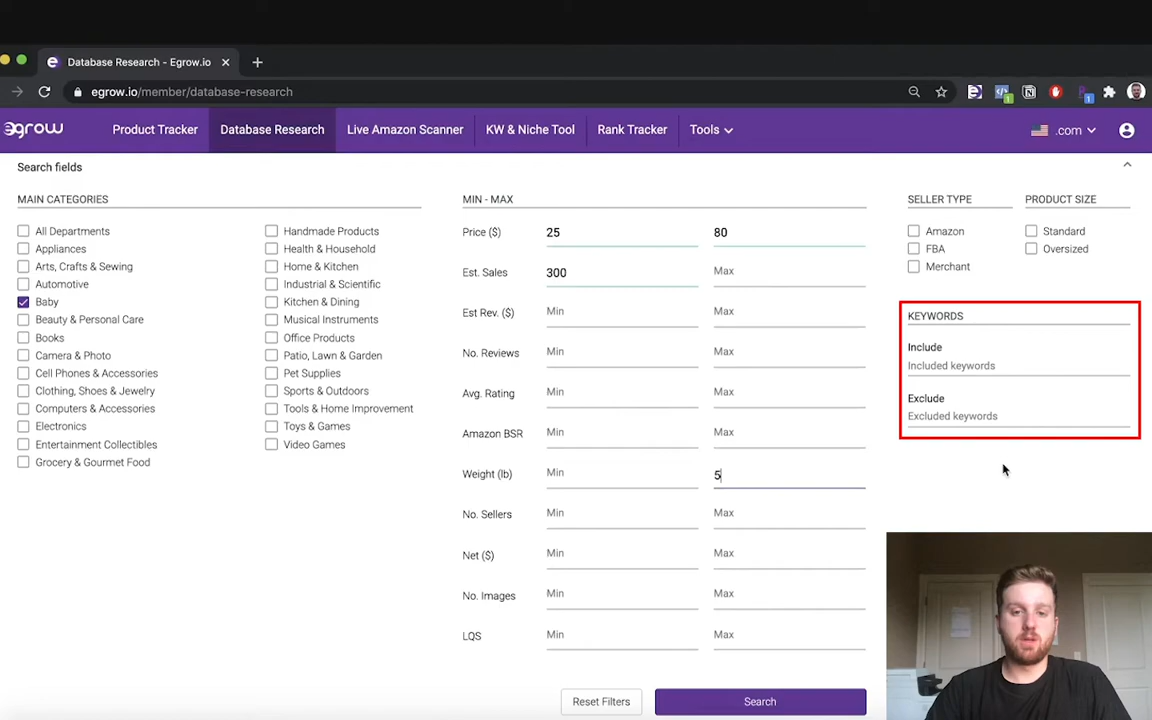 Database Research - Egrow.io
egrow.io/member/database-research
1
1
egrow
Product Tracker
Database Research
Live Amazon Scanner
KW & Niche Tool
Rank Tracker
Tools
.com
Search fields
MAIN CATEGORIES
All Departments
Appliances
Arts, Crafts & Sewing
Automotive
Baby
Beauty & Personal Care
Books
Camera & Photo
Cell Phones & Accessories
Clothing, Shoes & Jewelry
Computers & Accessories
Electronics
Entertainment Collectibles
Grocery & Gourmet Food
Handmade Products
Health & Household
Home & Kitchen
Industrial & Scientific
Kitchen & Dining
Musical Instruments
Office Products
Patio, Lawn & Garden
Pet Supplies
Sports & Outdoors
Tools & Home Improvement
Toys & Games
Video Games
MIN - MAX
Price ($) 25 80
Est. Sales 300 Max
Est Rev. ($) Min Max
No. Reviews Min Max
Avg. Rating Min Max
Amazon BSR Min Max
Weight (lb) Min 5
No. Sellers Min Max
Net ($) Min Max
No. Images Min Max
LQS Min Max
Reset Filters
Search
SELLER TYPE
Amazon
FBA
Merchant
PRODUCT SIZE
Standard
Oversized
KEYWORDS
Include
Included keywords
Exclude
Excluded keywords